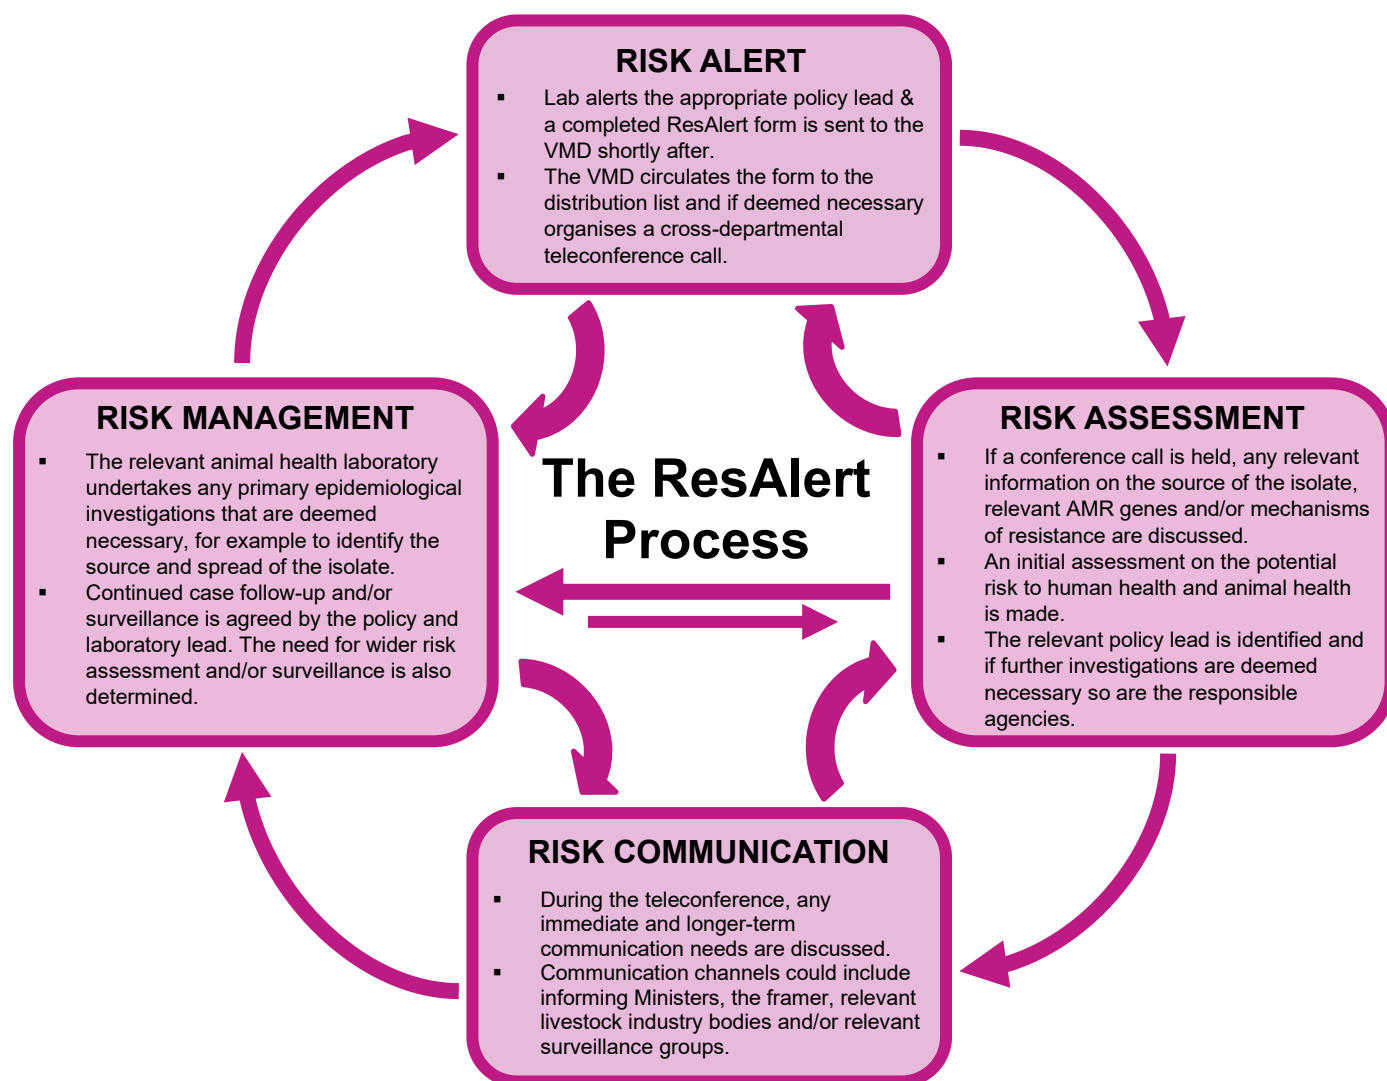 RISK ALERT
▪ Lab alerts the appropriate policy lead &
a completed ResAlert form is sent to the
VMD shortly after.
▪ The VMD circulates the form to the
distribution list and if deemed necessary
organises a cross-departmental
teleconference call.
RISK MANAGEMENT
▪ The relevant animal health laboratory
undertakes any primary epidemiological
investigations that are deemed
necessary, for example to identify the
source and spread of the isolate.
▪ Continued case follow-up and/or
surveillance is agreed by the policy and
laboratory lead. The need for wider risk
assessment and/or surveillance is also
determined.
The ResAlert
Process
RISK ASSESSMENT
▪ If a conference call is held, any relevant
information on the source of the isolate,
relevant AMR genes and/or mechanisms
of resistance are discussed.
▪ An initial assessment on the potential
risk to human health and animal health
is made.
▪ The relevant policy lead is identified and
if further investigations are deemed
necessary so are the responsible
agencies.
RISK COMMUNICATION
▪ During the teleconference, any
immediate and longer-term
communication needs are discussed.
▪ Communication channels could include
informing Ministers, the framer, relevant
livestock industry bodies and/or relevant
surveillance groups.